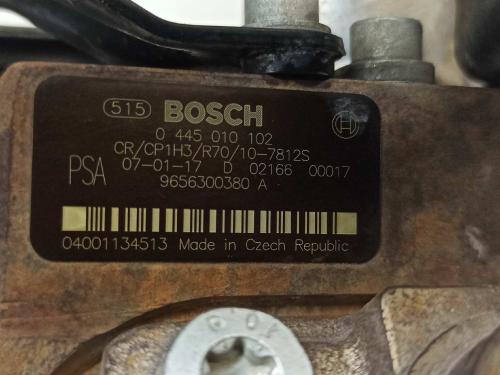 515 BOSCH
0 445 010 102
CR/CP1H3/R70/10-7812S
PSA 07-01-17 D 02166 00017
9656300380 A
04001134513 Made in Czech Republic